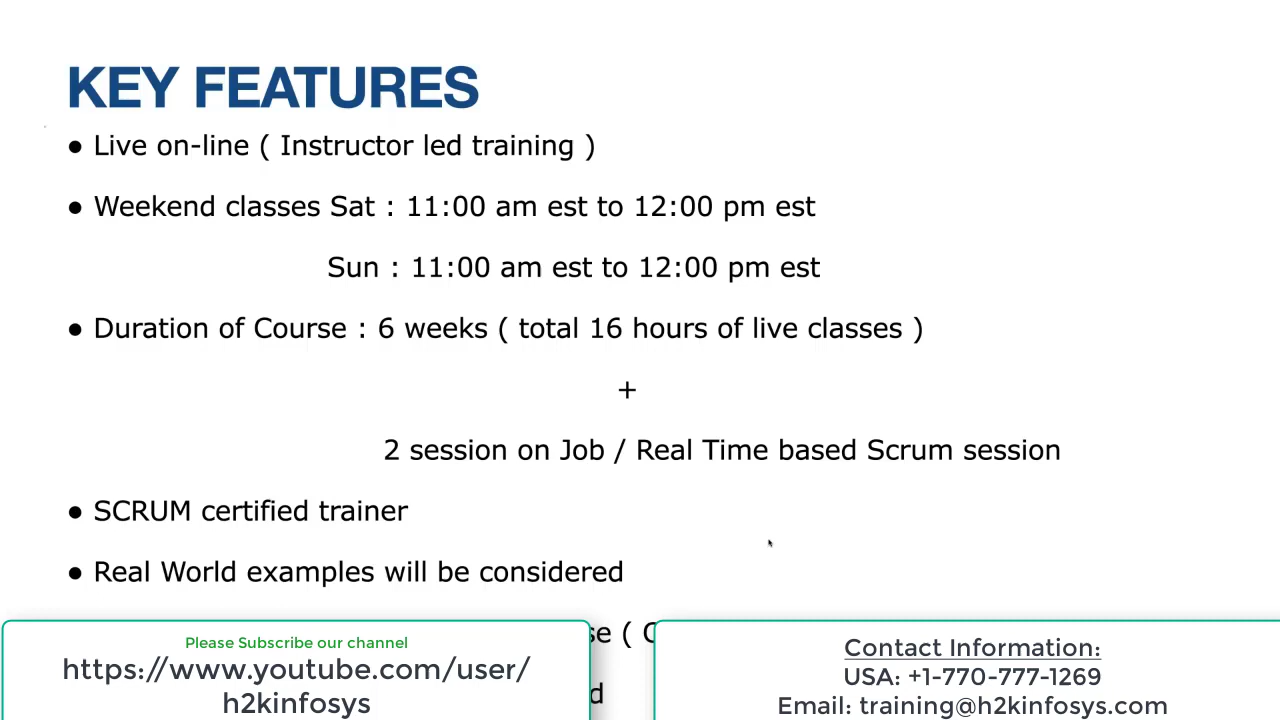 KEY FEATURES
● Live on-line ( Instructor led training )
● Weekend classes Sat : 11:00 am est to 12:00 pm est
Sun : 11:00 am est to 12:00 pm est
● Duration of Course : 6 weeks ( total 16 hours of live classes )
+
2 session on Job / Real Time based Scrum session
● SCRUM certified trainer
● Real World examples will be considered
Please Subscribe our channel
https://www.youtube.com/user/
h2kinfosys
Contact Information:
USA: +1-770-777-1269
Email: training@h2kinfosys.com